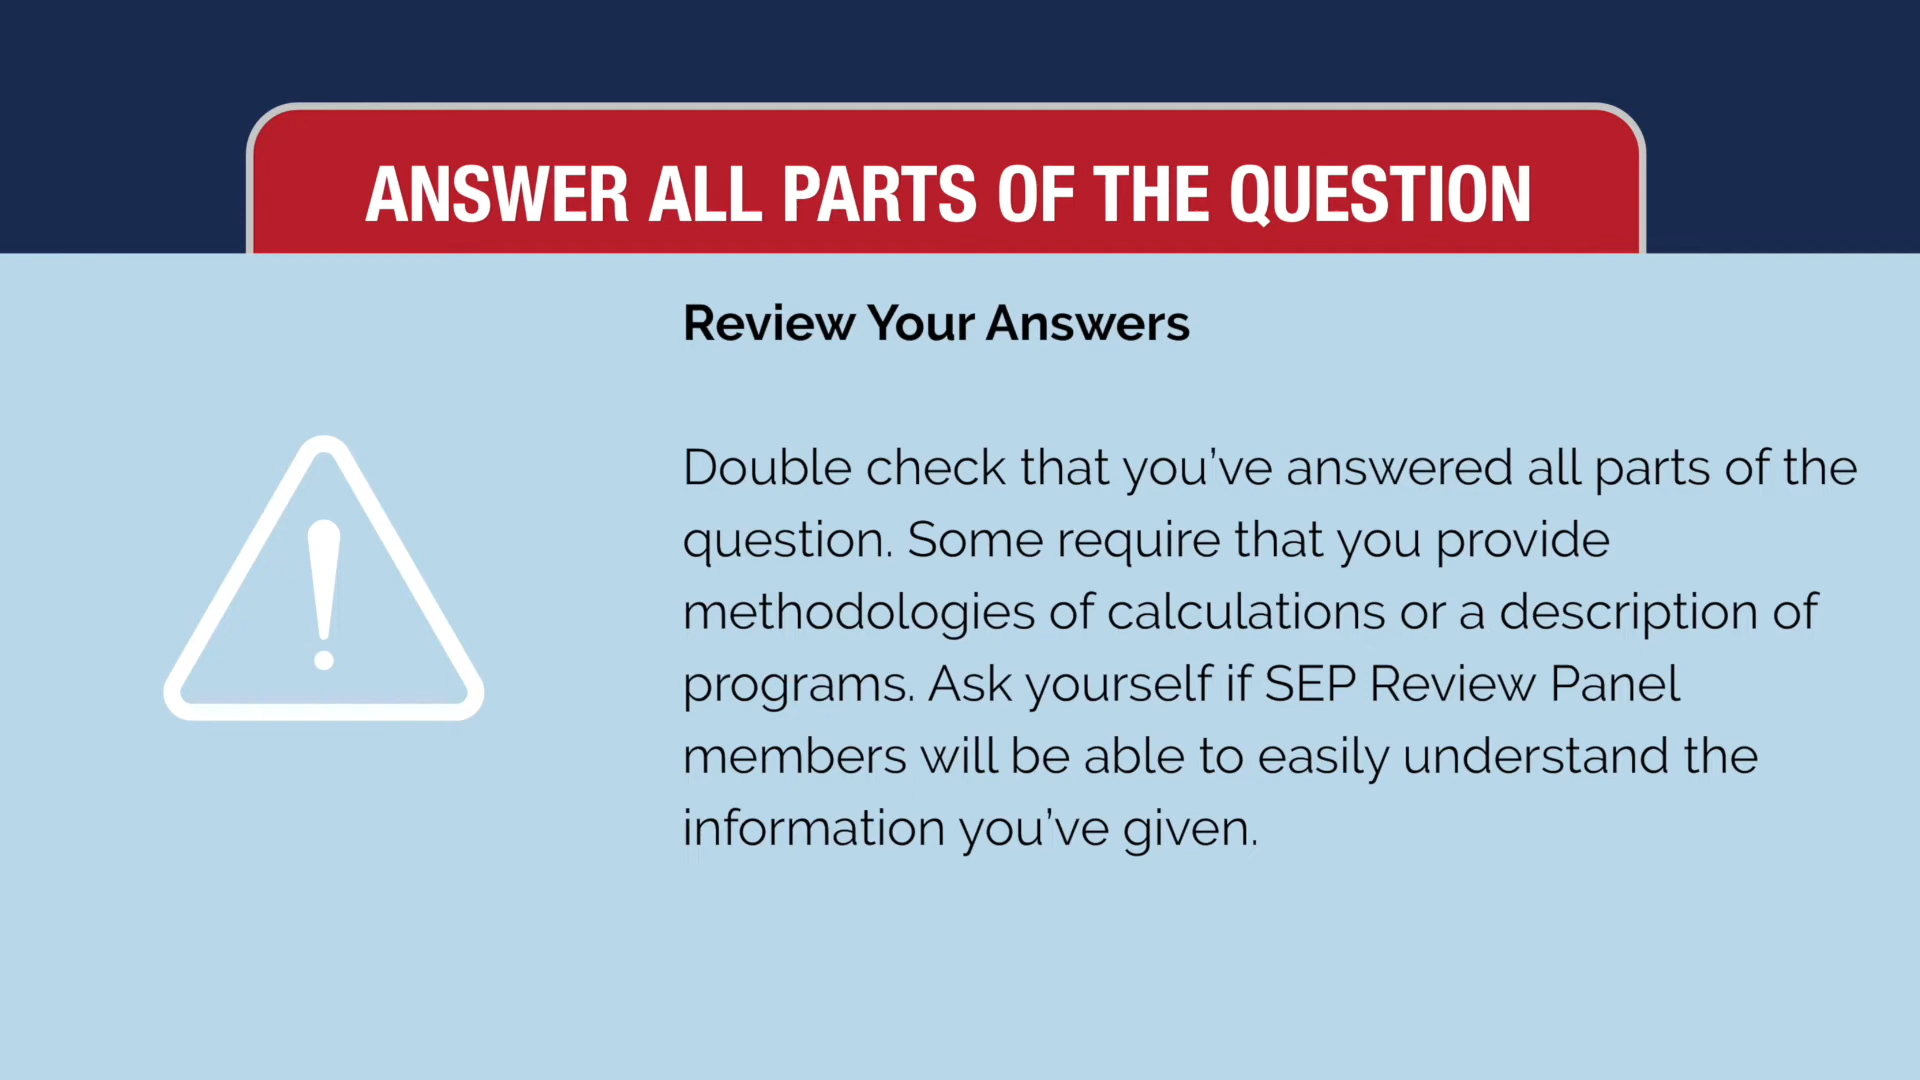 ANSWER ALL PARTS OF THE QUESTION
Review Your Answers
Double check that you’ve answered all parts of the
question. Some require that you provide
methodologies of calculations or a description of
programs. Ask yourself if SEP Review Panel
members will be able to easily understand the
information you’ve given.